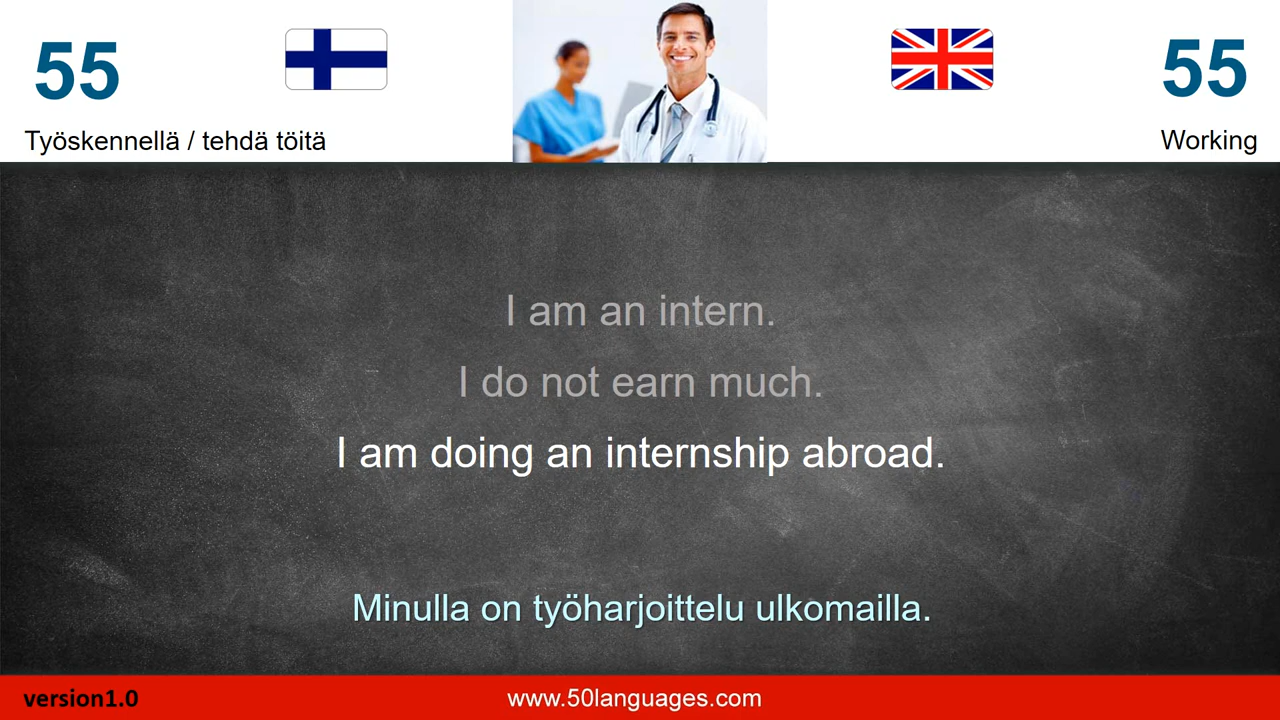 55
55
Työskennellä / tehdä töitä
Working
I am an intern.
I do not earn much.
I am doing an internship abroad.
Minulla on työharjoittelu ulkomailla.
version1.0
www.50languages.com